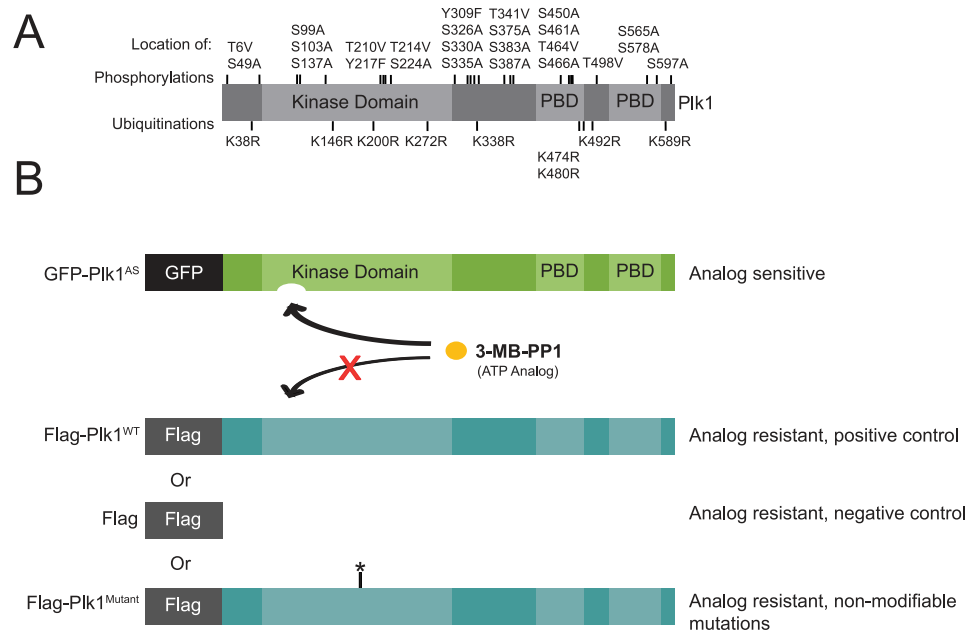 A
Location of:
T6V
S49A
S99A
S103A
S137A
T210V
Y217F
T214V
S224A
Y309F
S326A
S330A
S335A
T341V
S375A
S383A
S387A
S450A
S461A
T464V
S466A
T498V
S565A
S578A
S597A
Phosphorylations
Kinase Domain
PBD
PBD
Plk1
Ubiquitinations
K38R
K146R
K200R
K272R
K338R
K474R
K480R
K492R
K589R
B
GFP-Plk1ᴬˢ
GFP
Kinase Domain
PBD
PBD
Analog sensitive
3-MB-PP1
(ATP Analog)
X
Flag-Plk1ᵂᵀ
Flag
Analog resistant, positive control
Or
Flag
Flag
Analog resistant, negative control
Or
*
Flag-Plk1ᴹᵘᵗᵃⁿᵗ
Flag
Analog resistant, non-modifiable
mutations